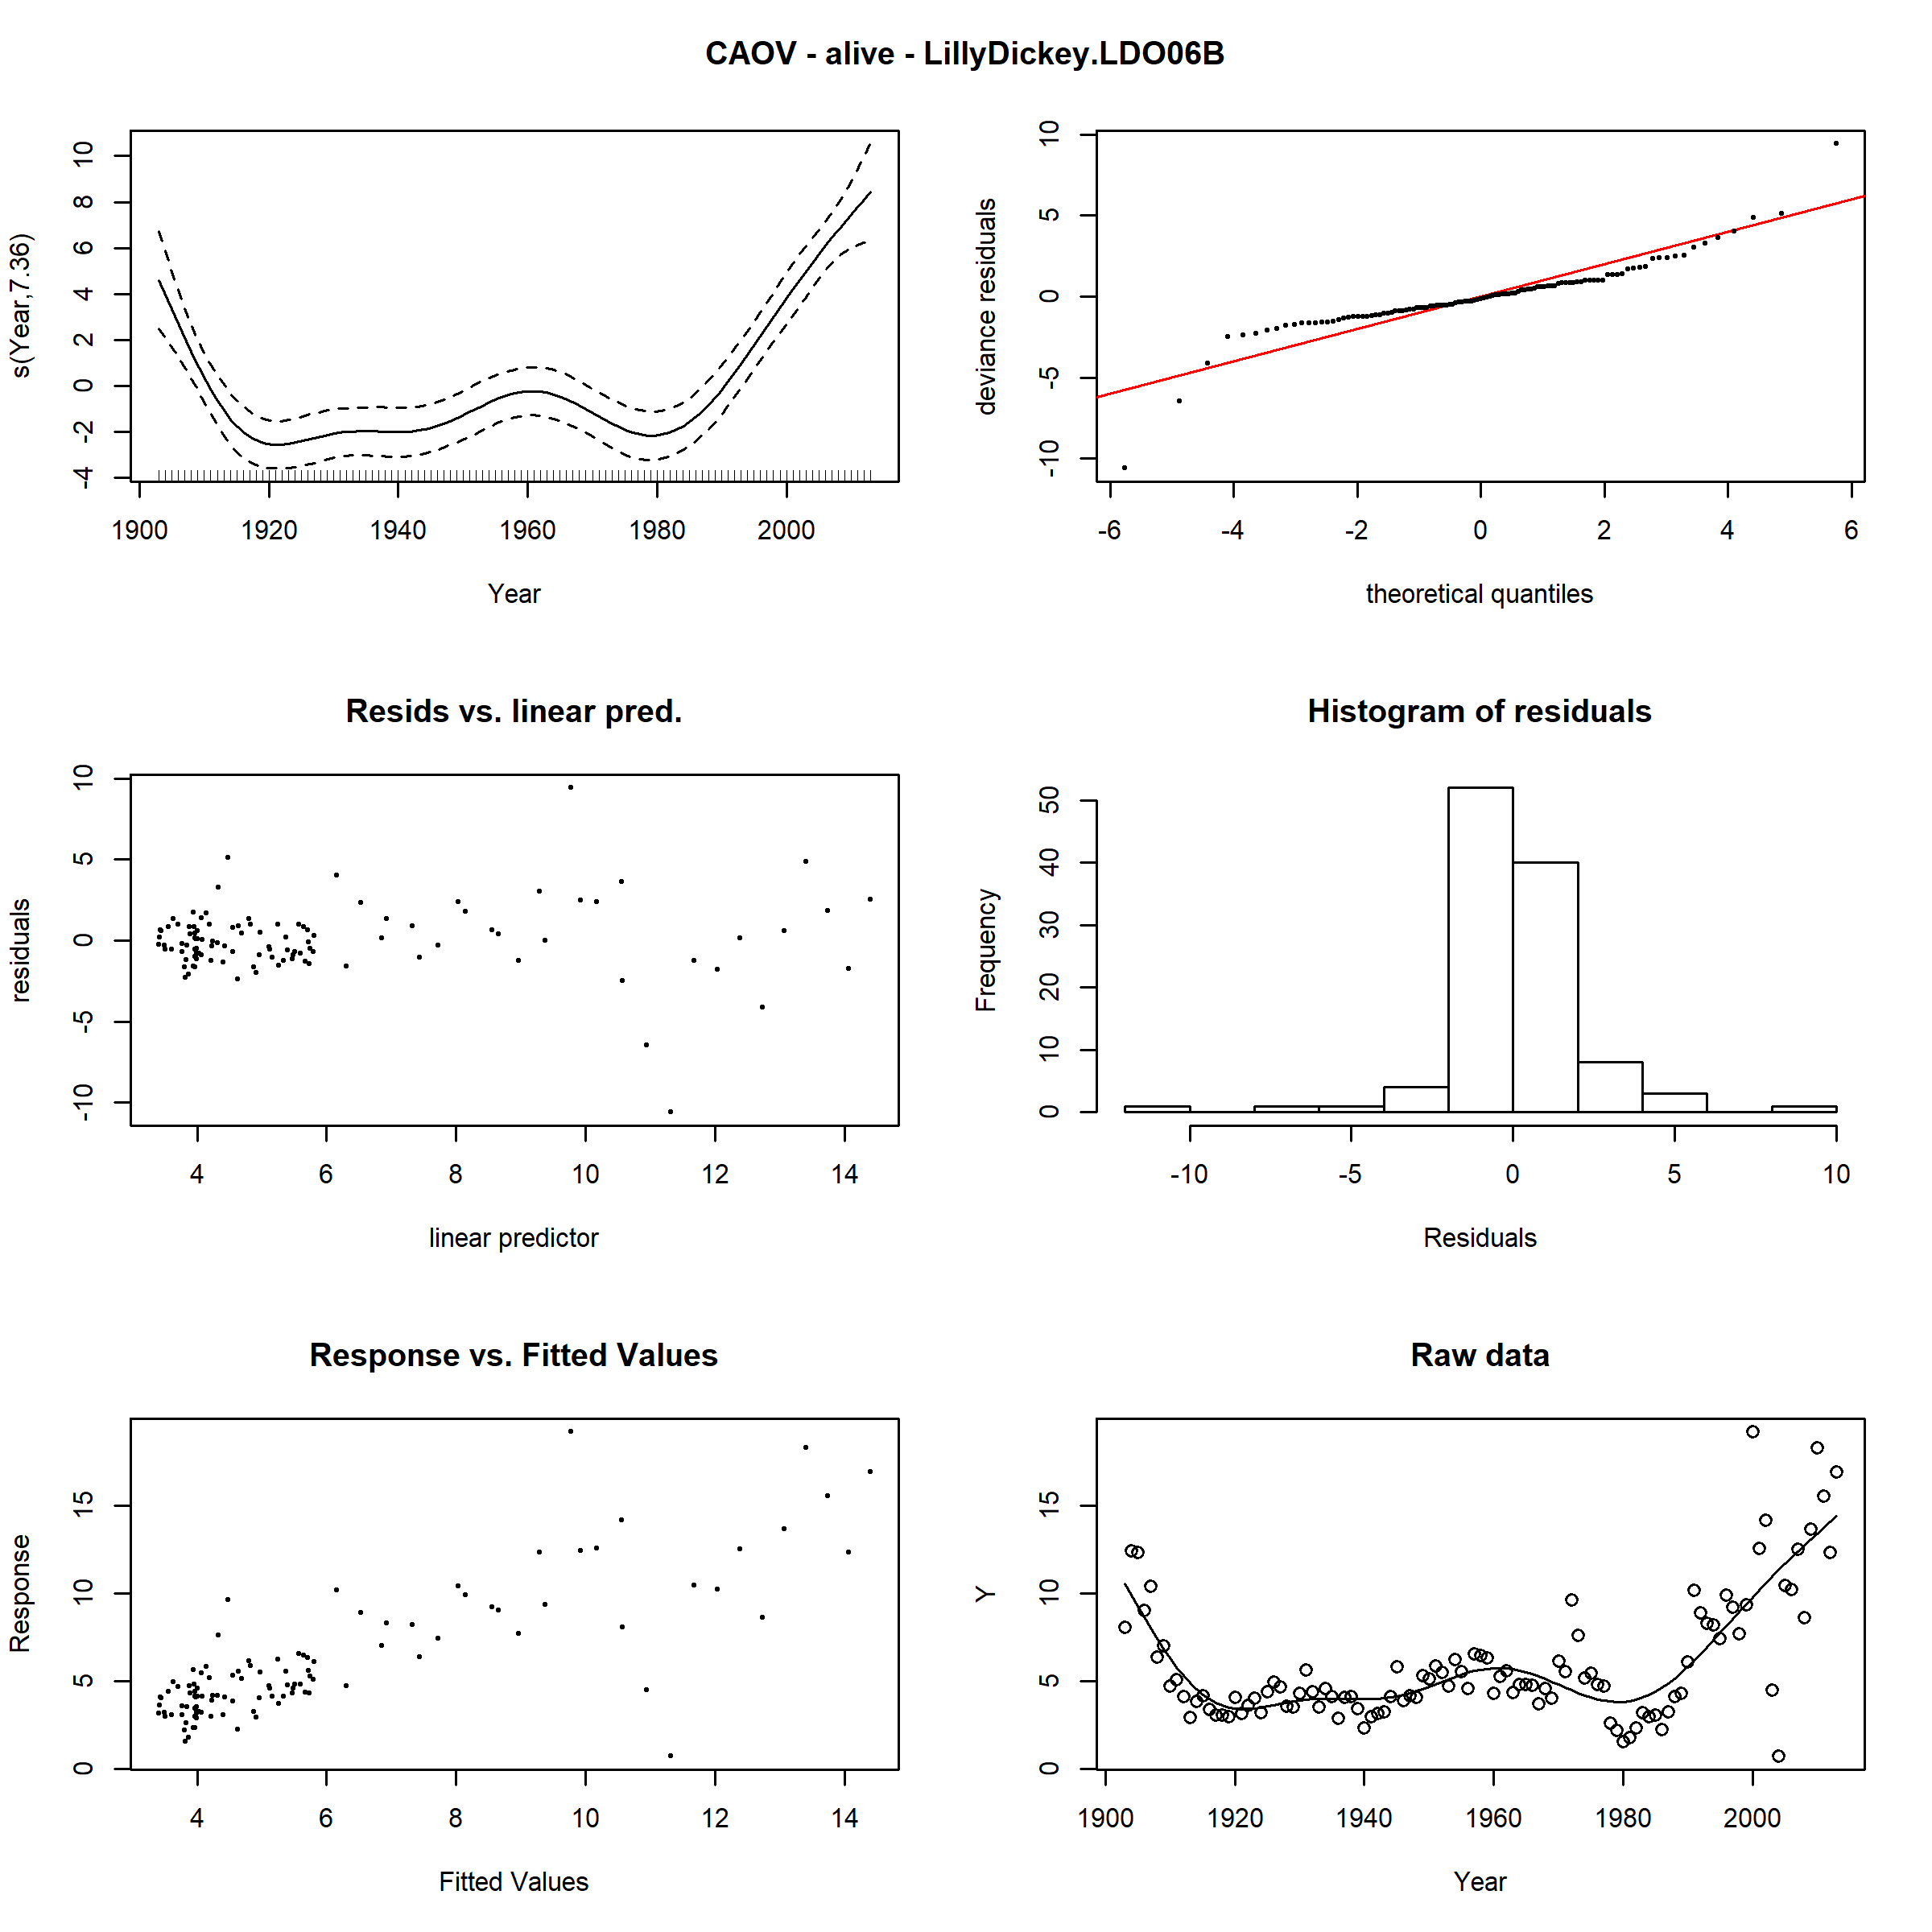 CAOV - alive - LillyDickey.LDO06B
s(Year,7.36)
10
8
6
4
2
0
-2
-4
1900 1920 1940 1960 1980 2000
Year
deviance residuals
10
5
0
-5
-10
-6 -4 -2 0 2 4 6
theoretical quantiles
Resids vs. linear pred.
residuals
10
5
0
-5
-10
4 6 8 10 12 14
linear predictor
Histogram of residuals
Frequency
50
40
30
20
10
0
-10 -5 0 5 10
Residuals
Response vs. Fitted Values
Response
15
10
5
0
4 6 8 10 12 14
Fitted Values
Raw data
Y
15
10
5
0
1900 1920 1940 1960 1980 2000
Year